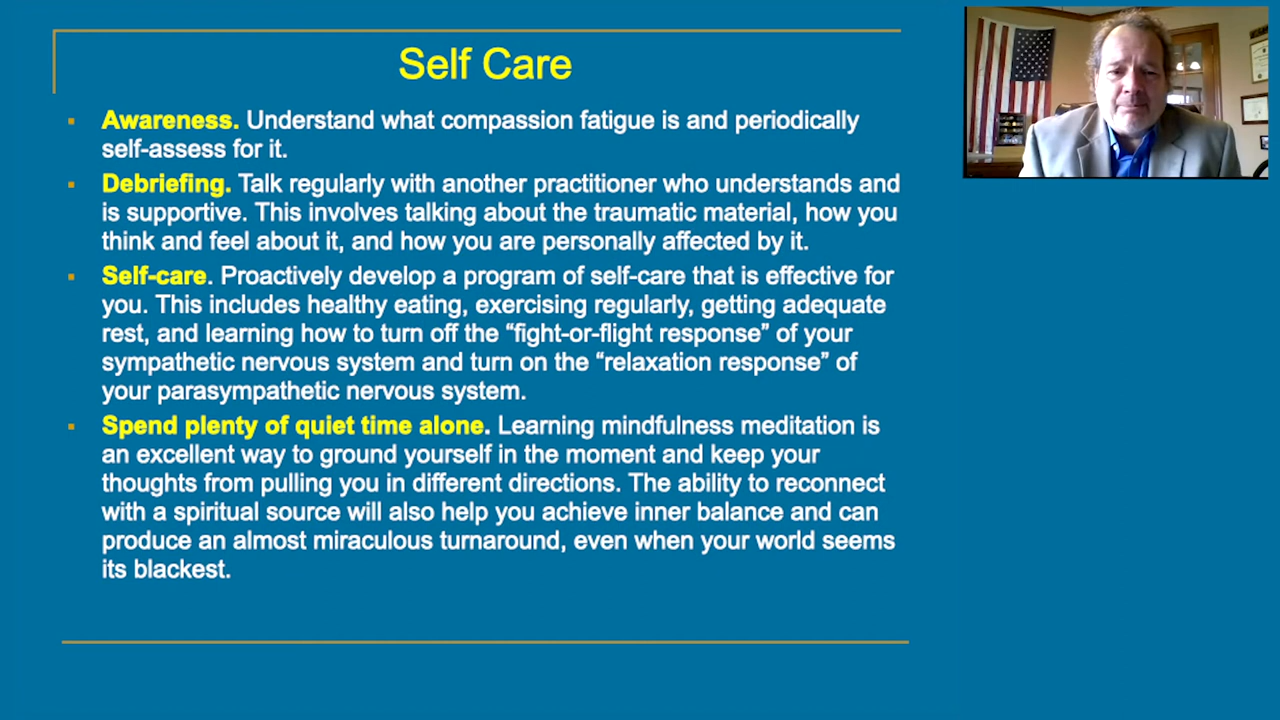 Self Care
Awareness. Understand what compassion fatigue is and periodically
self-assess for it.
Debriefing. Talk regularly with another practitioner who understands and
is supportive. This involves talking about the traumatic material, how you
think and feel about it, and how you are personally affected by it.
Self-care. Proactively develop a program of self-care that is effective for
you. This includes healthy eating, exercising regularly, getting adequate
rest, and learning how to turn off the “fight-or-flight response” of your
sympathetic nervous system and turn on the “relaxation response” of
your parasympathetic nervous system.
Spend plenty of quiet time alone. Learning mindfulness meditation is
an excellent way to ground yourself in the moment and keep your
thoughts from pulling you in different directions. The ability to reconnect
with a spiritual source will also help you achieve inner balance and can
produce an almost miraculous turnaround, even when your world seems
its blackest.